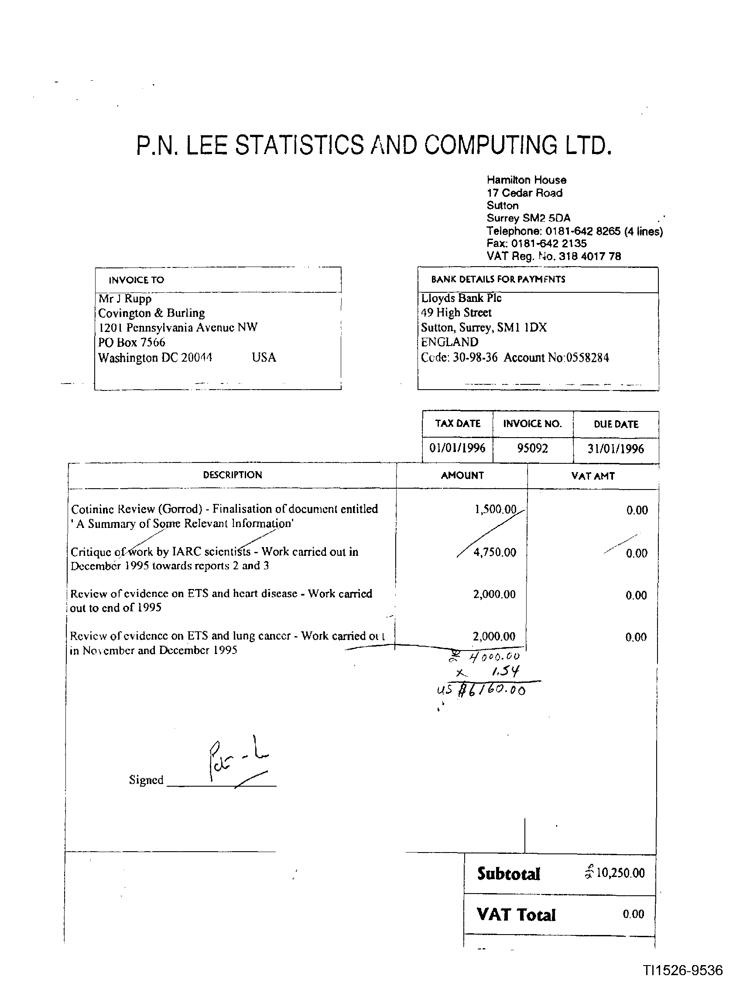 P.N. LEE STATISTICS AND COMPUTING LTD.
Hamilton House
17 Cedar Road
Sutton
Surrey SM2 5DA
Telephone: 0181-642 8265 (4 lines)
Fax: 0181-642 2135
VAT Reg. No. 318 4017 78
INVOICE TO
Mr J Rupp
Covington & Burling
1201 Pennsylvania Avenue NW
PO Box 7566
Washington DC 20044 USA
BANK DETAILS FOR PAYMENTS
Lloyds Bank Plc
49 High Street
Sutton, Surrey, SM1 1DX
ENGLAND
Code: 30-98-36 Account No:0558284
TAX DATE INVOICE NO. DUE DATE
01/01/1996 95092 31/01/1996
DESCRIPTION AMOUNT VAT AMT
Cotinine Review (Gorrod) - Finalisation of document entitled 1,500.00 0.00
' A Summary of Some Relevant Information'
Critique of work by IARC scientists - Work carried out in 4,750.00 0.00
December 1995 towards reports 2 and 3
Review of evidence on ETS and heart disease - Work carried 2,000.00 0.00
out to end of 1995
Review of evidence on ETS and lung cancer - Work carried out 2,000.00 0.00
in November and December 1995
£ 4000.00
x 1.54
US $6160.00
Signed
Subtotal £ 10,250.00
VAT Total 0.00
TI1526-9536